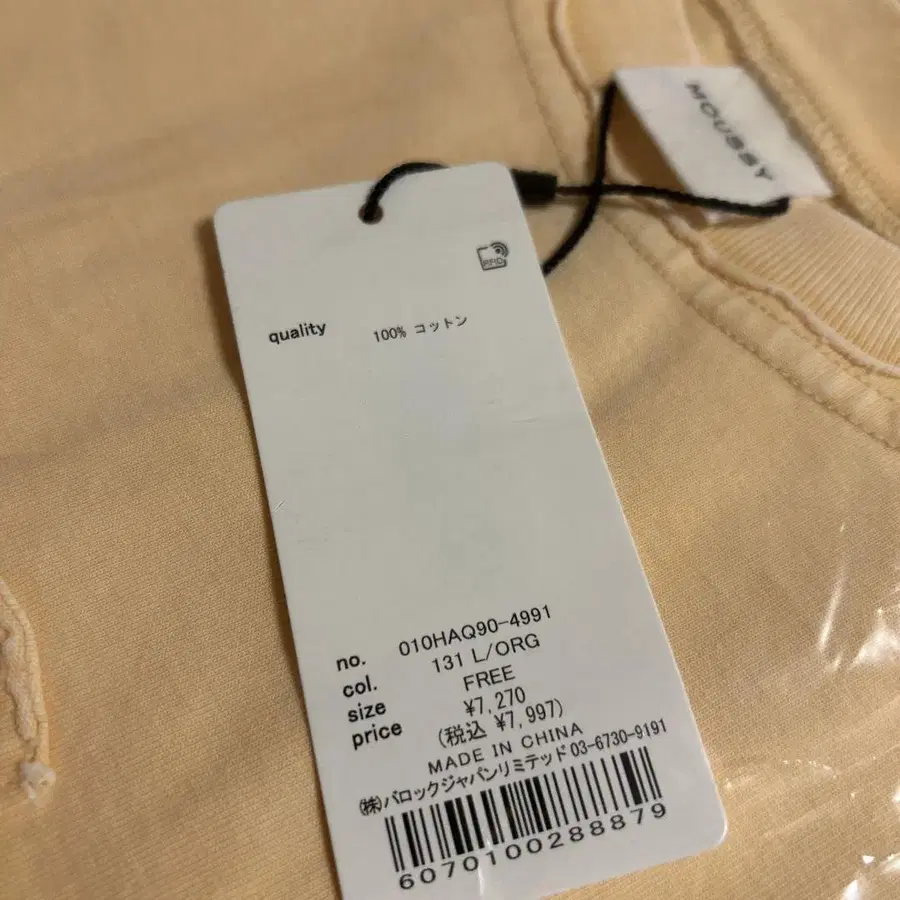 MOUSSY
RFID
quality 100% コットン
no. 010HAQ90-4991
col. 131 L/ORG
size FREE
price ¥7,270
(税込 ¥7,997)
MADE IN CHINA
㈱バロックジャパンリミテッド 03-6730-9191
6070100288879